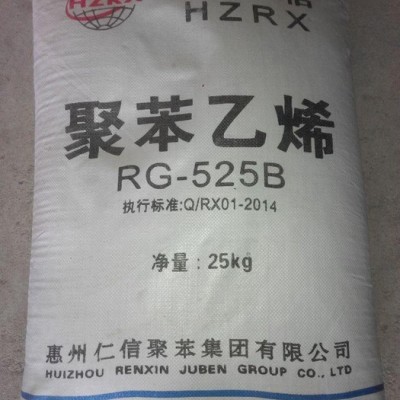 HZRX
信
HZRX
聚苯乙烯
RG-525B
执行标准:Q/RX01-2014
净量:25kg
惠州仁信聚苯集团有限公司
HUIZHOU RENXIN JUBEN GROUP CO., LTD